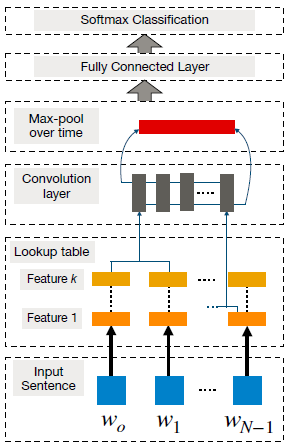 Softmax Classification
Fully Connected Layer
Max-pool
over time
Convolution
layer
Lookup table
Feature k
Feature 1
Input
Sentence
w_o w_1 w_{N-1}